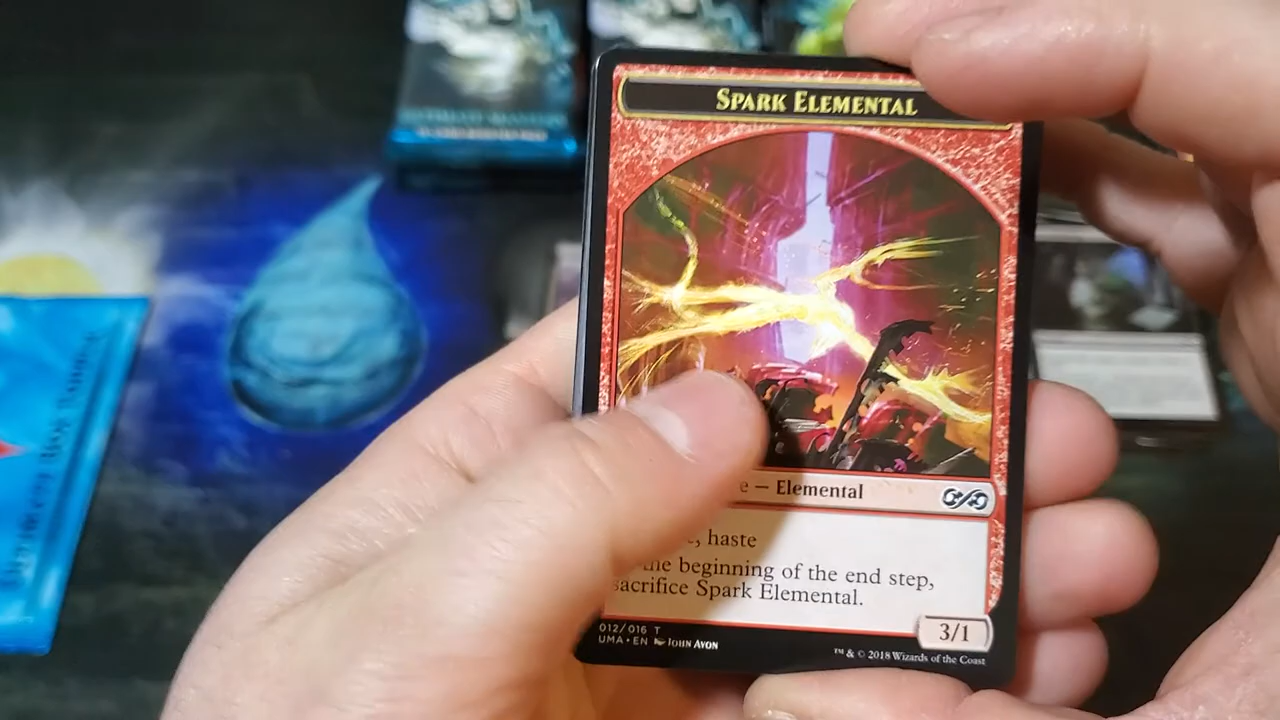 SPARK ELEMENTAL
— Elemental
haste
the beginning of the end step,
sacrifice Spark Elemental.
3/1
012/016 T
UMA • EN JOHN AVON
™ & © 2018 Wizards of the Coast